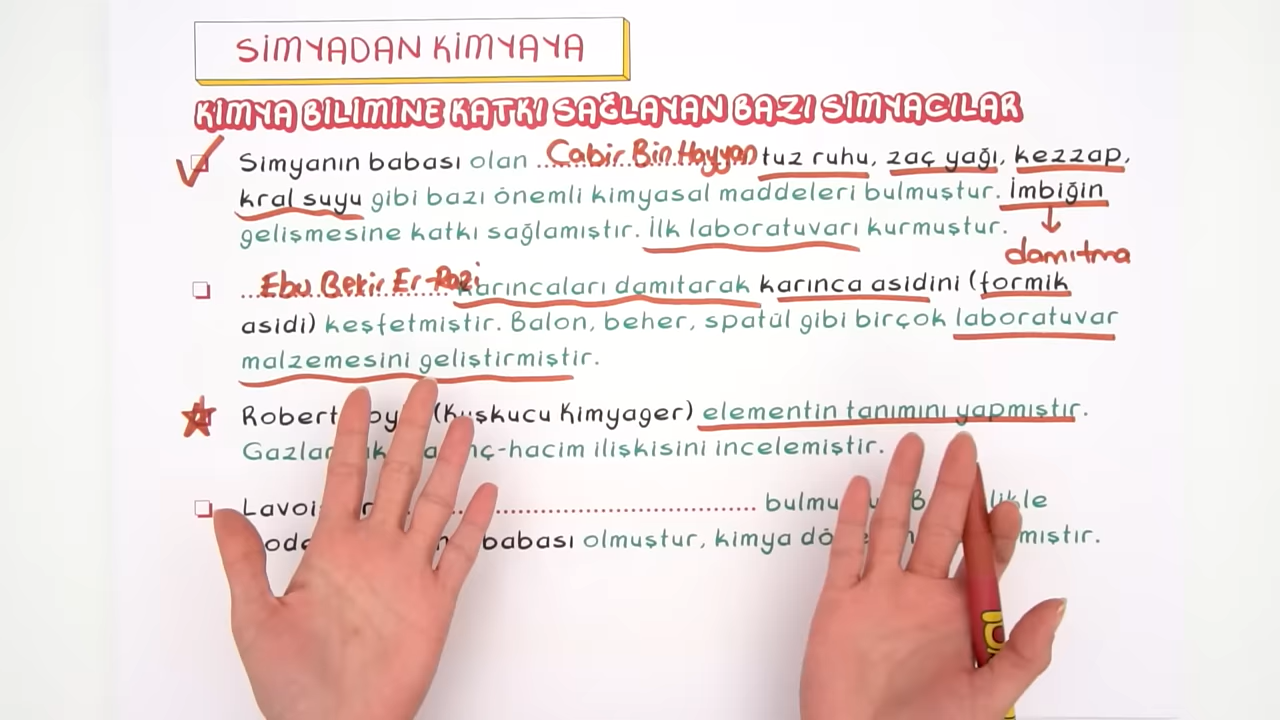 SİMYADAN KİMYAYA
KİMYA BİLİMİNE KATKI SAĞLAYAN BAZI SİMYACILAR
Simyanın babası olan Cabir Bin Hayyan tuz ruhu, zaç yağı, kezzap,
kral suyu gibi bazı önemli kimyasal maddeleri bulmuştur. İmbiğin
gelişmesine katkı sağlamıştır. İlk laboratuvarı kurmuştur.
damıtma
Ebu Bekir Er-Razi karıncaları damıtarak karınca asidini (formik
asidi) keşfetmiştir. Balon, beher, spatül gibi birçok laboratuvar
malzemesini geliştirmiştir.
Robert (Kuşkucu Kimyager) elementin tanımını yapmıştır.
-hacim ilişkisini incelemiştir.
babası olmuştur, kimya